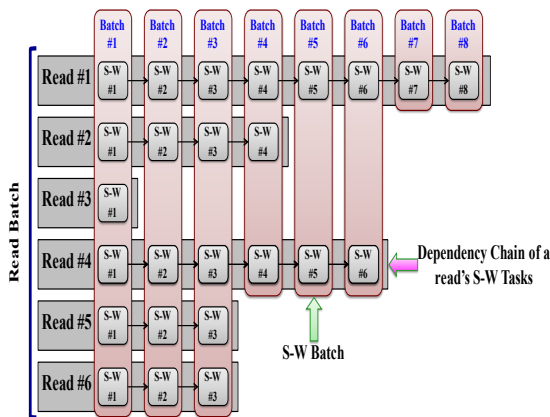 Batch Batch Batch Batch Batch Batch Batch Batch
#1 #2 #3 #4 #5 #6 #7 #8
Read #1
S-W S-W S-W S-W S-W S-W S-W S-W
#1 #2 #3 #4 #5 #6 #7 #8
Read #2
S-W S-W S-W S-W
#1 #2 #3 #4
Read #3
S-W
#1
Read #4
S-W S-W S-W S-W S-W S-W
#1 #2 #3 #4 #5 #6
Dependency Chain of a
read's S-W Tasks
Read #5
S-W S-W S-W
#1 #2 #3
S-W Batch
Read #6
S-W S-W S-W
#1 #2 #3
Read Batch